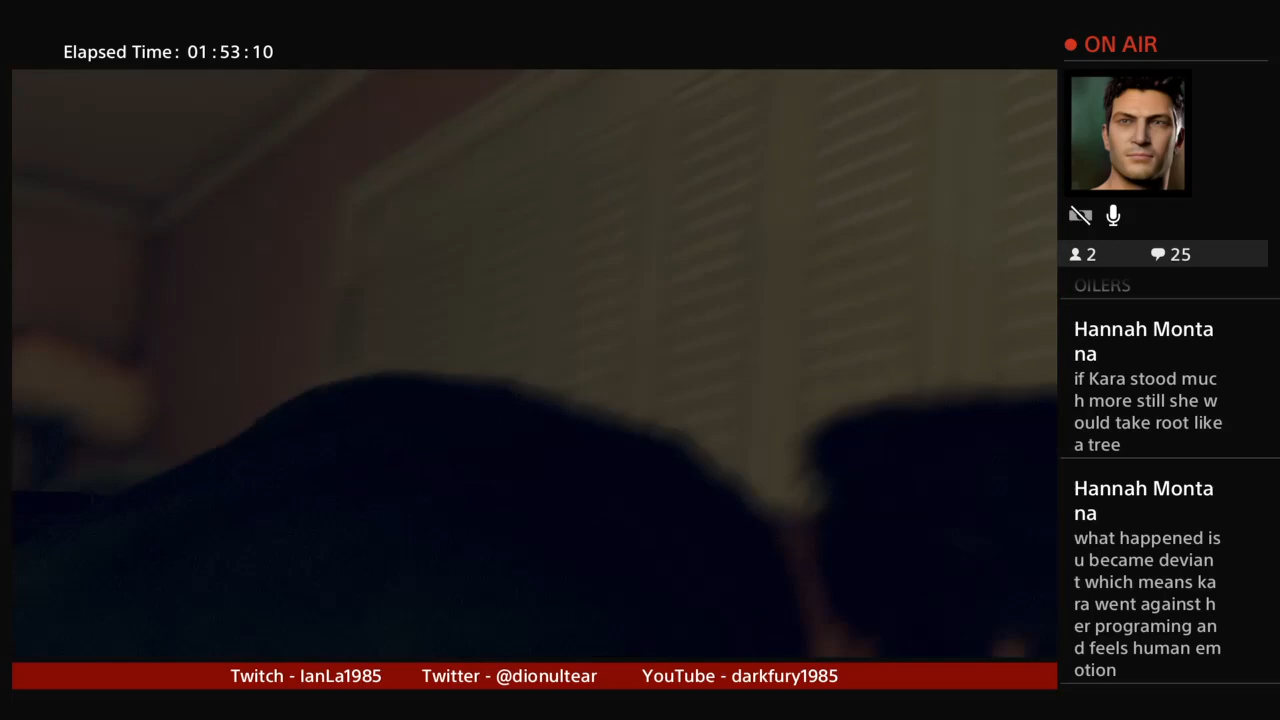 Elapsed Time: 01:53:10
ON AIR
2 25
OILERS
Hannah Monta
na
if Kara stood muc
h more still she w
ould take root like
a tree
Hannah Monta
na
what happened is
u became devian
t which means ka
ra went against h
er programing an
d feels human em
otion
Twitch - IanLa1985 Twitter - @dionultear YouTube - darkfury1985